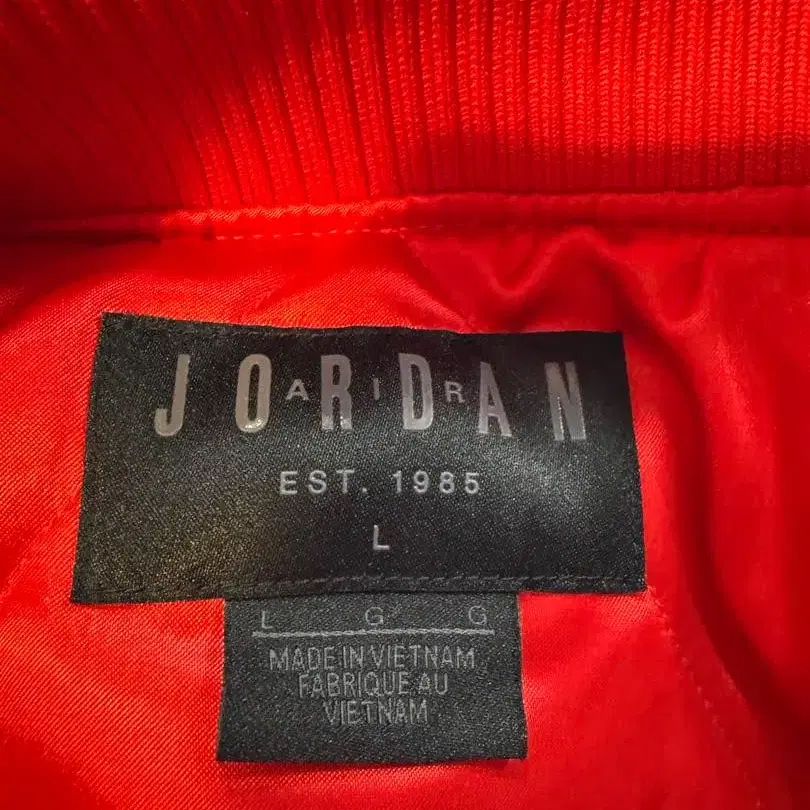 JORDAN
AIR
EST. 1985
L
L G G
MADE IN VIETNAM
FABRIQUE AU
VIETNAM